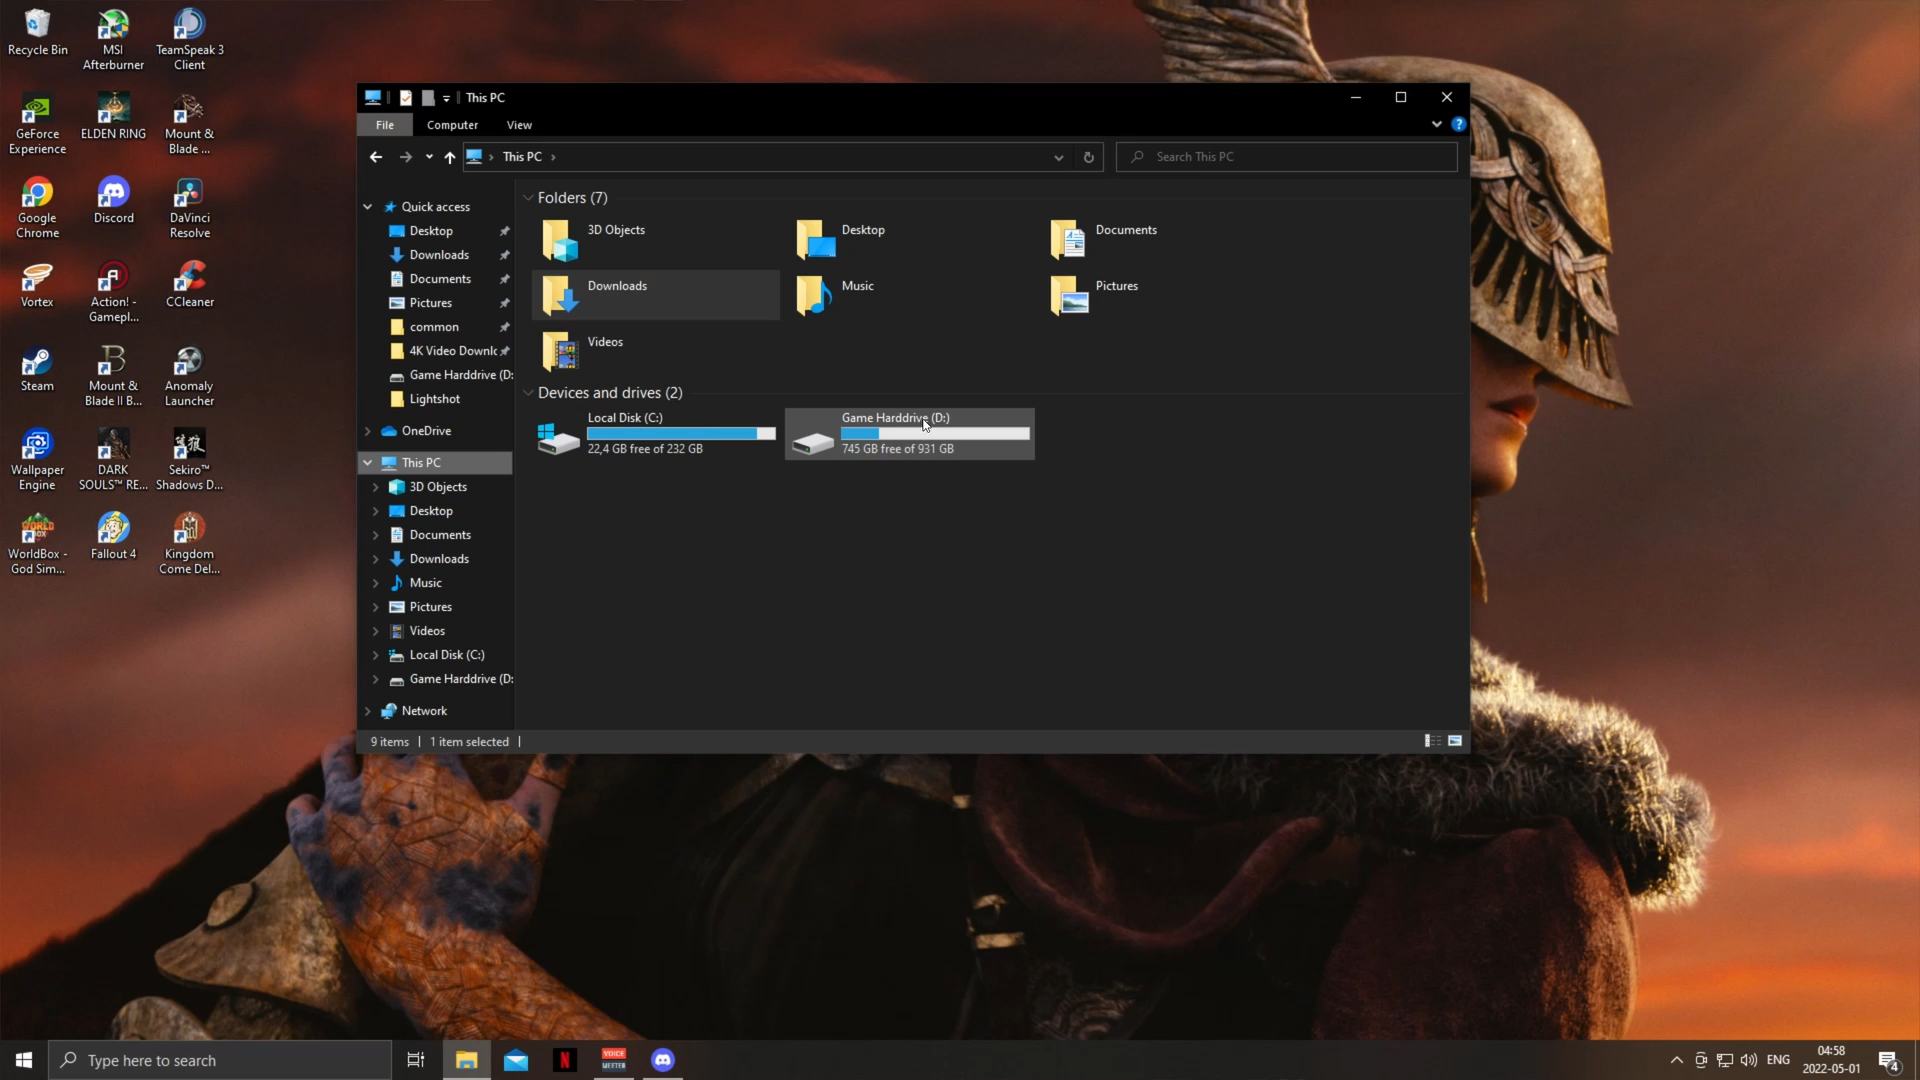 Recycle Bin
MSI
Afterburner
TeamSpeak 3
Client
GeForce
Experience
ELDEN RING
Mount &
Blade ...
Google
Chrome
Discord
DaVinci
Resolve
Vortex
Action! -
Gamepl...
CCleaner
Steam
Mount &
Blade II B...
Anomaly
Launcher
Wallpaper
Engine
DARK
SOULS™ RE...
Sekiro™
Shadows D...
WorldBox -
God Sim...
Fallout 4
Kingdom
Come Del...
This PC
File
Computer
View
This PC
Search This PC
Quick access
Desktop
Downloads
Documents
Pictures
common
4K Video Downlc
Game Harddrive (D:
Lightshot
OneDrive
This PC
3D Objects
Desktop
Documents
Downloads
Music
Pictures
Videos
Local Disk (C:)
Game Harddrive (D:
Network
Folders (7)
3D Objects
Desktop
Documents
Downloads
Music
Pictures
Videos
Devices and drives (2)
Local Disk (C:)
22,4 GB free of 232 GB
Game Harddrive (D:)
745 GB free of 931 GB
9 items
1 item selected
Type here to search
N
VOICE
MEETER
ENG
04:58
2022-05-01
4